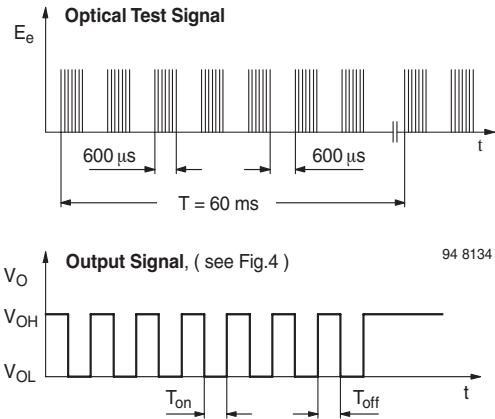 Optical Test Signal
Ee
t
600 µs
600 µs
T = 60 ms
94 8134
Output Signal, ( see Fig.4 )
VO
VOH
VOL
Ton
Toff
t